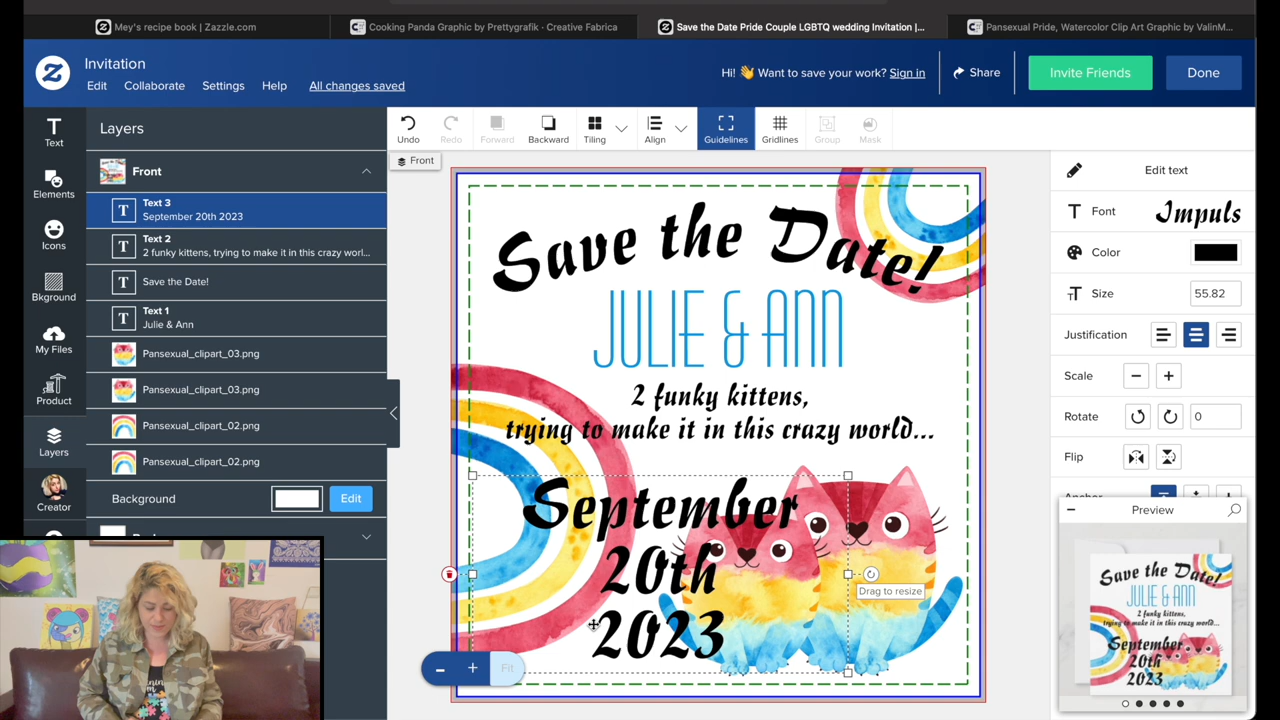 Mey's recipe book | Zazzle.com
Cooking Panda Graphic by Prettygrafik - Creative Fabrica
Save the Date Pride Couple LGBTQ wedding Invitation |...
Pansexual Pride, Watercolor Clip Art Graphic by ValinM...
Invitation
Edit Collaborate Settings Help All changes saved
Hi! 👋 Want to save your work? Sign in
Share
Invite Friends
Done
Text
Elements
Icons
Bkground
My Files
Product
Layers
Creator
Layers
Front
Text 3
September 20th 2023
Text 2
2 funky kittens, trying to make it in this crazy worl...
Save the Date!
Text 1
Julie & Ann
Pansexual_clipart_03.png
Pansexual_clipart_03.png
Pansexual_clipart_02.png
Pansexual_clipart_02.png
Background
Edit
Undo Redo Forward Backward Tiling Align Guidelines Gridlines Group Mask
Front
Save the Date!
JULIE & ANN
2 funky kittens,
trying to make it in this crazy world...
September
20th
2023
Drag to resize
- + Fit
Edit text
Font Impuls
Color
Size 55.82
Justification
Scale
Rotate 0
Flip
Preview
Save the Date!
JULIE & ANN
2 funky kittens,
trying to make it in this crazy world...
September
20th
2023